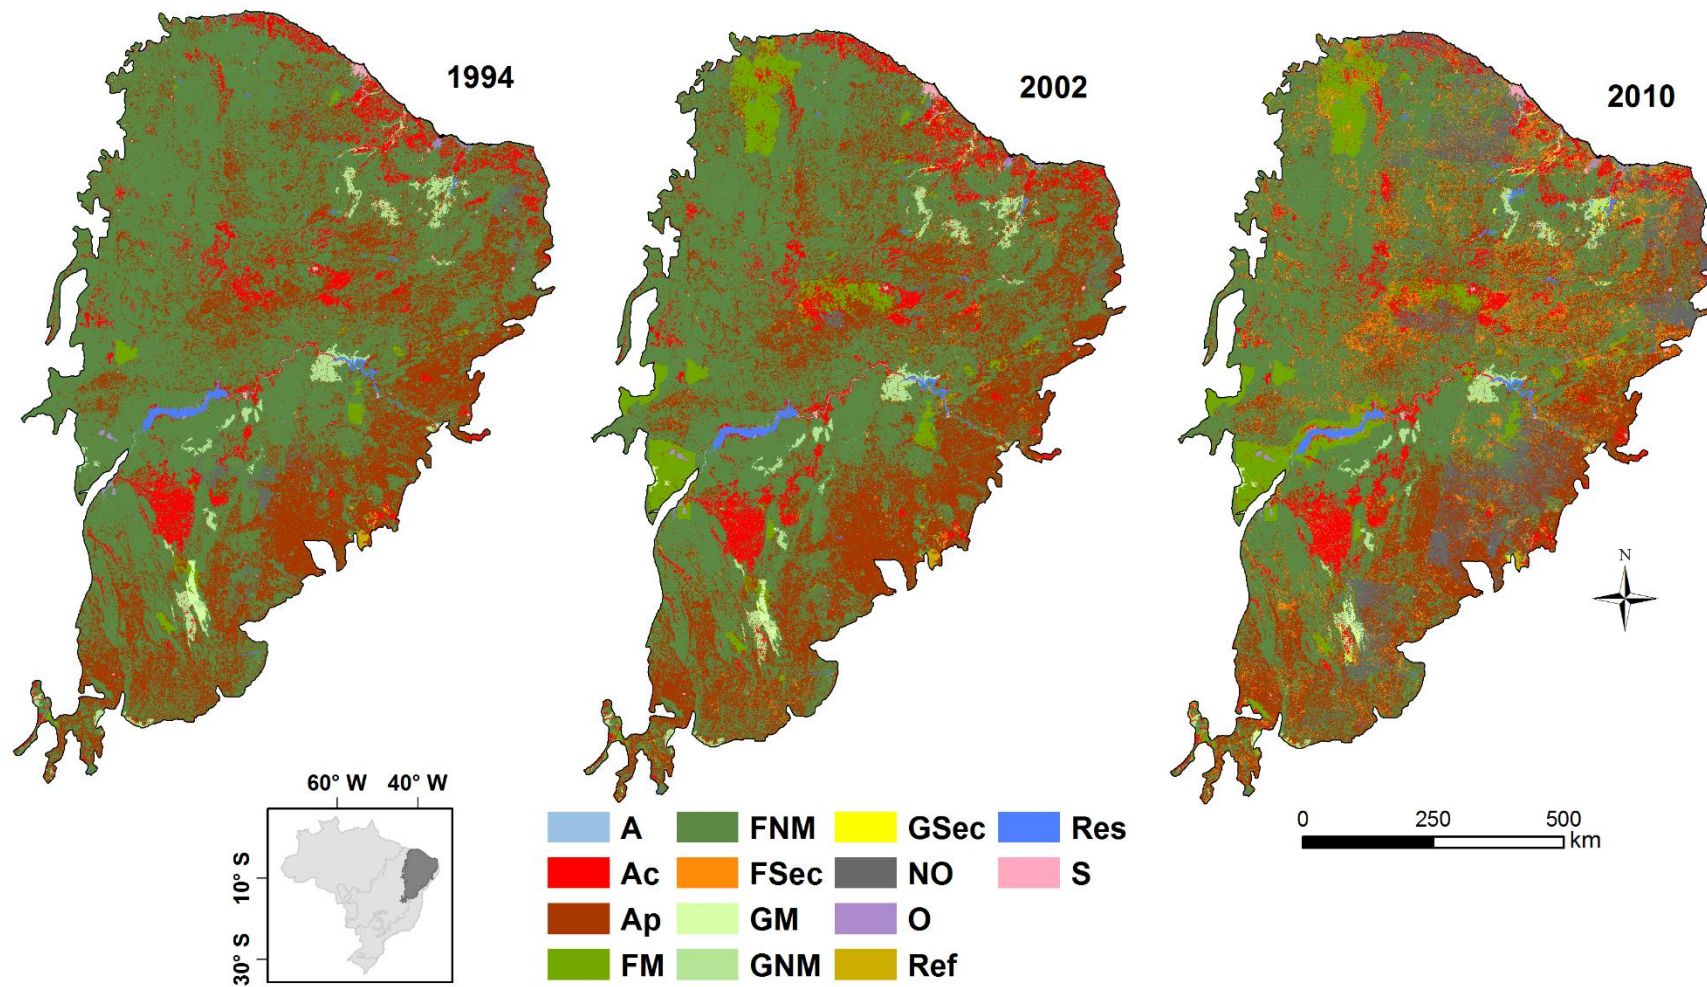 1994
2002
2010
N
60° W 40° W
10° S
30° S
A FNM GSec Res
Ac FSec NO S
Ap GM O
FM GNM Ref
0 250 500
km